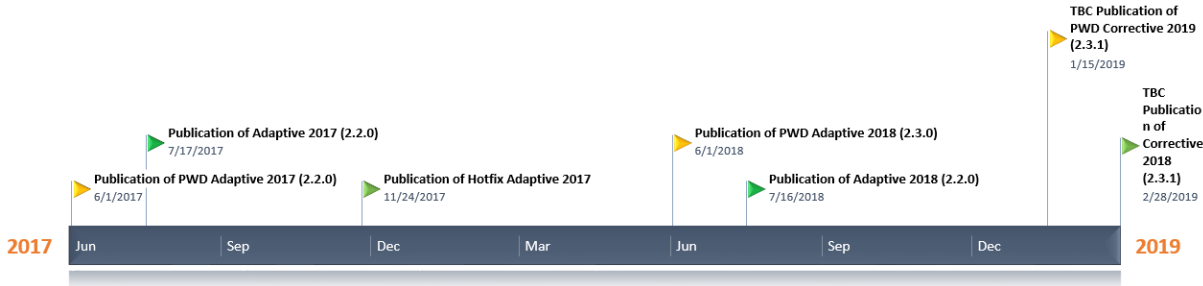 TBC Publication of
PWD Corrective 2019
(2.3.1)
1/15/2019
TBC
Publicatio
n of
Corrective
2018
(2.3.1)
2/28/2019
Publication of Adaptive 2017 (2.2.0)
7/17/2017
Publication of PWD Adaptive 2018 (2.3.0)
6/1/2018
Publication of PWD Adaptive 2017 (2.2.0)
6/1/2017
Publication of Hotfix Adaptive 2017
11/24/2017
Publication of Adaptive 2018 (2.2.0)
7/16/2018
2017
Jun
Sep
Dec
Mar
Jun
Sep
Dec
2019